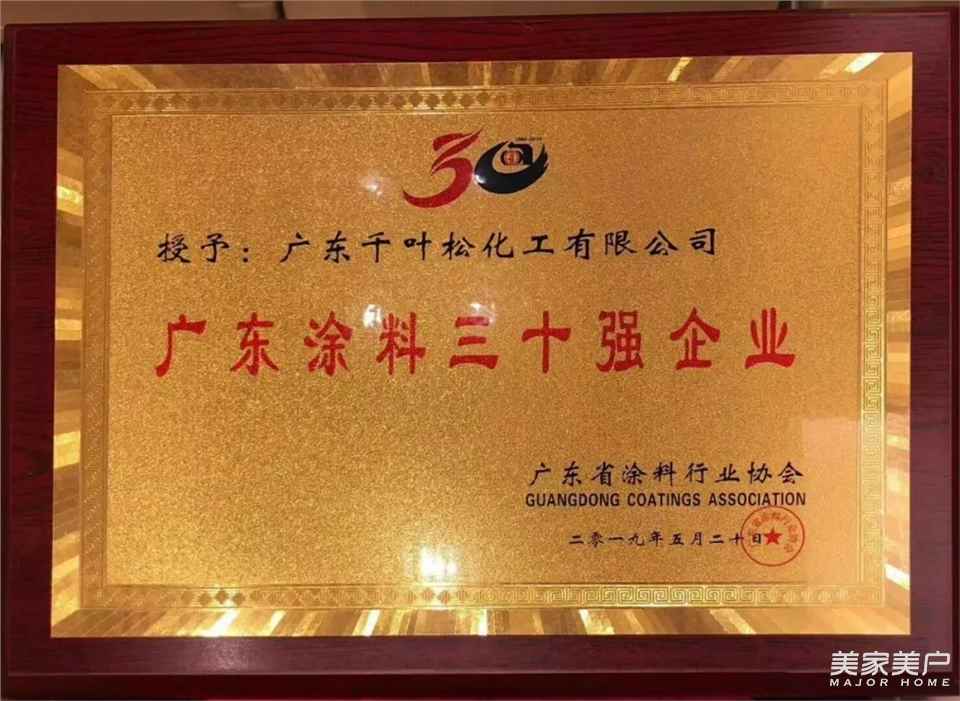 30
授予：广东千叶松化工有限公司
广东涂料三十强企业
广东省涂料行业协会
GUANGDONG COATINGS ASSOCIATION
二零一九年五月二十日
美家美户
MAJOR HOME